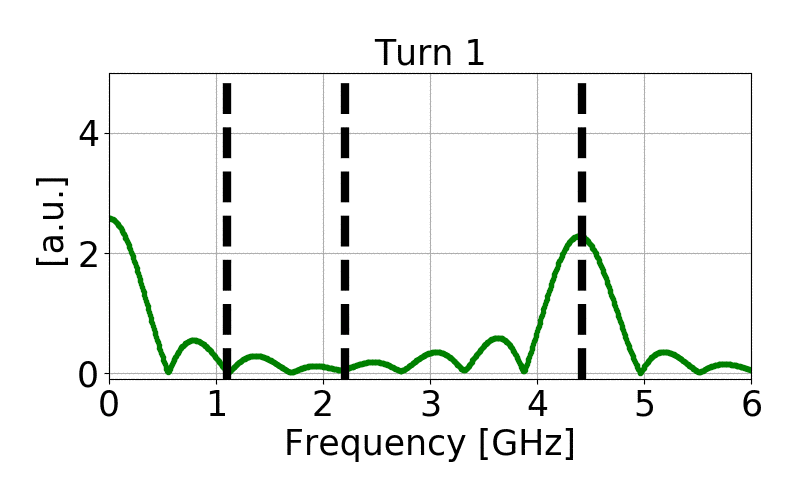 Turn 1
[a.u.]
4
2
0
0 1 2 3 4 5 6
Frequency [GHz]